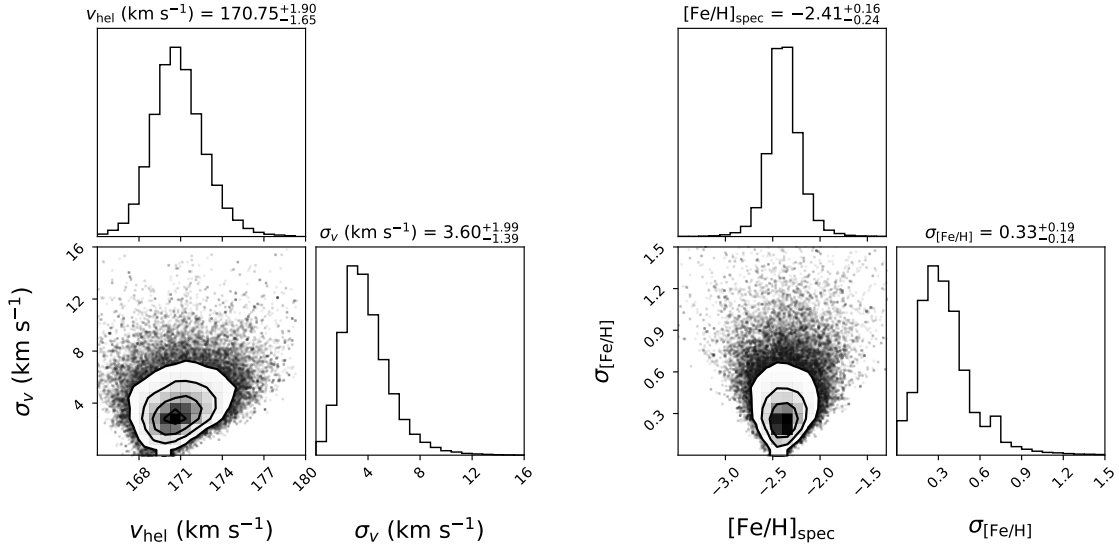 v_hel (km s⁻¹) = 170.75^{+1.90}_{−1.65}
σ_v (km s⁻¹) = 3.60^{+1.99}_{−1.39}
16
12
8
4
σ_v (km s⁻¹)
168
171
174
177
180
v_hel (km s⁻¹)
4
8
12
16
σ_v (km s⁻¹)
[Fe/H]_spec = −2.41^{+0.16}_{−0.24}
σ_[Fe/H] = 0.33^{+0.19}_{−0.14}
1.5
1.2
0.9
0.6
0.3
σ_[Fe/H]
−3.0
−2.5
−2.0
−1.5
[Fe/H]_spec
0.3
0.6
0.9
1.2
1.5
σ_[Fe/H]